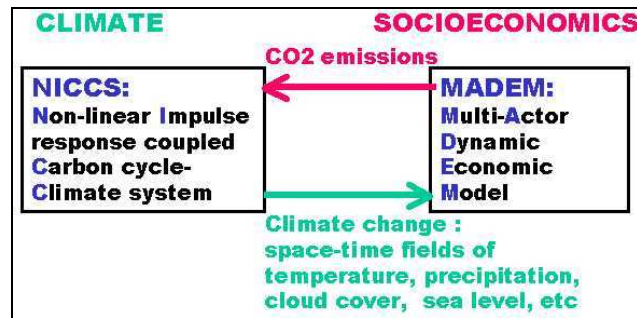 CLIMATE
SOCIOECONOMICS
CO2 emissions
NICCS:
Non-linear Impulse
response coupled
Carbon cycle-
Climate system
MADEM:
Multi-Actor
Dynamic
Economic
Model
Climate change :
space-time fields of
temperature, precipitation,
cloud cover, sea level, etc